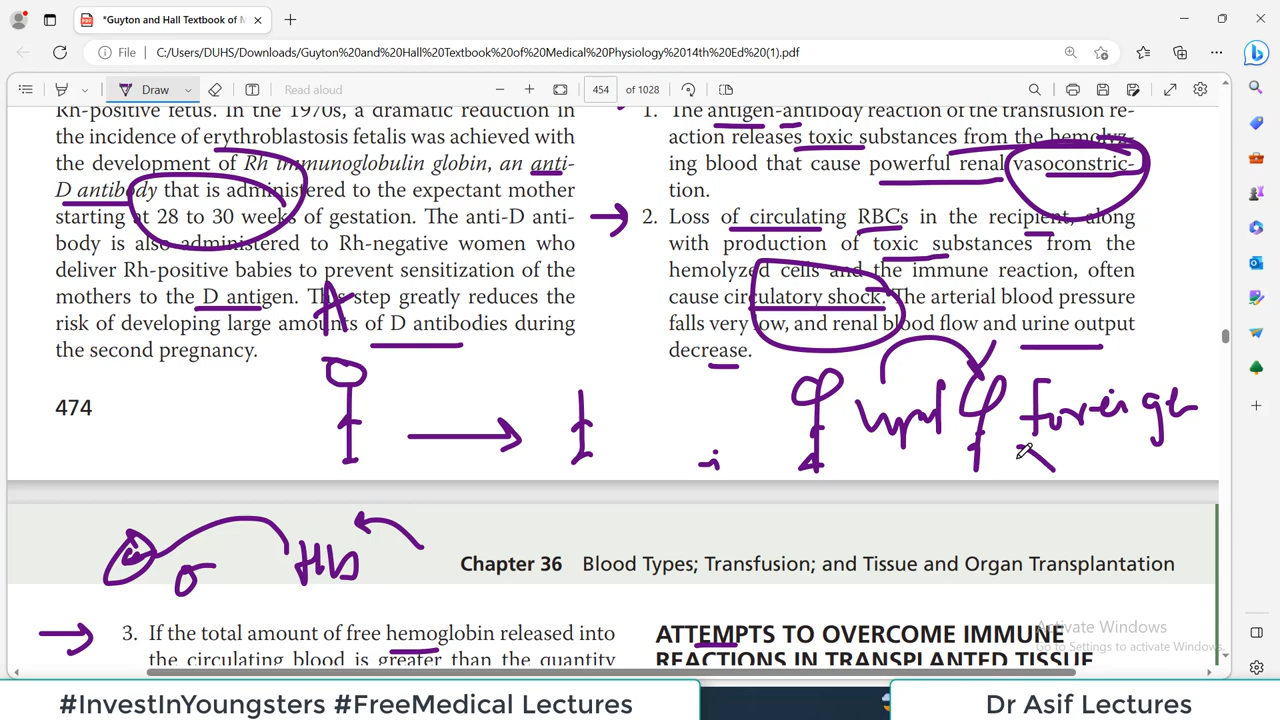 *Guyton and Hall Textbook of M
File
C:/Users/DUHS/Downloads/Guyton%20and%20Hall%20Textbook%20of%20Medical%20Physiology%2014th%20Ed%20(1).pdf
Draw
Read aloud
454 of 1028
Rh-positive fetus. In the 1970s, a dramatic reduction in
the incidence of erythroblastosis fetalis was achieved with
the development of Rh immunoglobulin globin, an anti-
D antibody that is administered to the expectant mother
starting at 28 to 30 weeks of gestation. The anti-D anti-
body is also administered to Rh-negative women who
deliver Rh-positive babies to prevent sensitization of the
mothers to the D antigen. This step greatly reduces the
risk of developing large amounts of D antibodies during
the second pregnancy.
A
474
1. The antigen-antibody reaction of the transfusion re-
action releases toxic substances from the hemolyz-
ing blood that cause powerful renal vasoconstric-
tion.
2. Loss of circulating RBCs in the recipient, along
with production of toxic substances from the
hemolyzed cells and the immune reaction, often
cause circulatory shock. The arterial blood pressure
falls very low, and renal blood flow and urine output
decrease.
Hb
Chapter 36 Blood Types; Transfusion; and Tissue and Organ Transplantation
3. If the total amount of free hemoglobin released into
the circulating blood is greater than the quantity
ATTEMPTS TO OVERCOME IMMUNE
REACTIONS IN TRANSPLANTED TISSUE
Activate Windows
Go to Settings to activate Windows.
#InvestInYoungsters #FreeMedical Lectures
Dr Asif Lectures